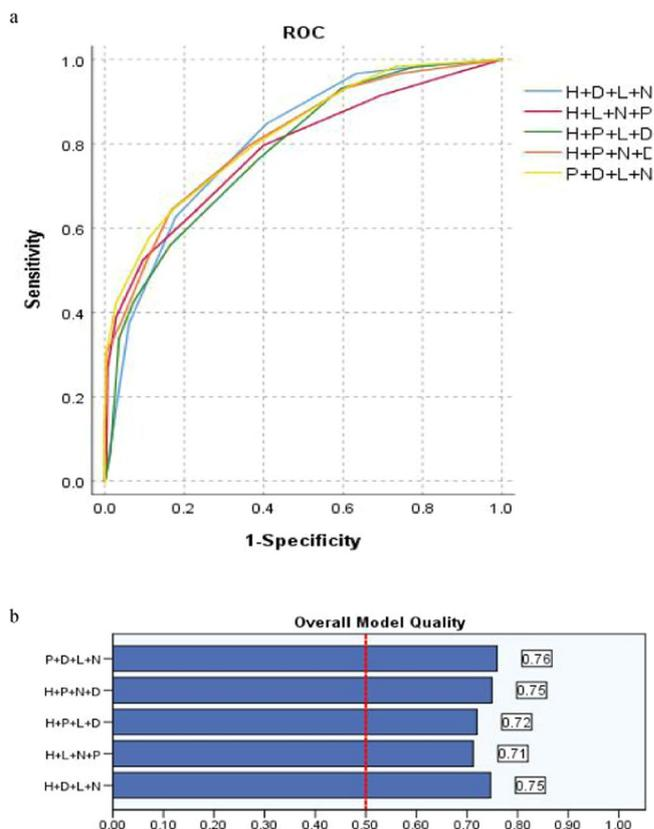 a
ROC
1.0
0.8
0.6
0.4
0.2
0.0
Sensitivity
0.0 0.2 0.4 0.6 0.8 1.0
1-Specificity
H+D+L+N
H+L+N+P
H+P+L+D
H+P+N+D
P+D+L+N
b
Overall Model Quality
P+D+L+N 0.76
H+P+N+D 0.75
H+P+L+D 0.72
H+L+N+P 0.71
H+D+L+N 0.75
0.00 0.10 0.20 0.30 0.40 0.50 0.60 0.70 0.80 0.90 1.00